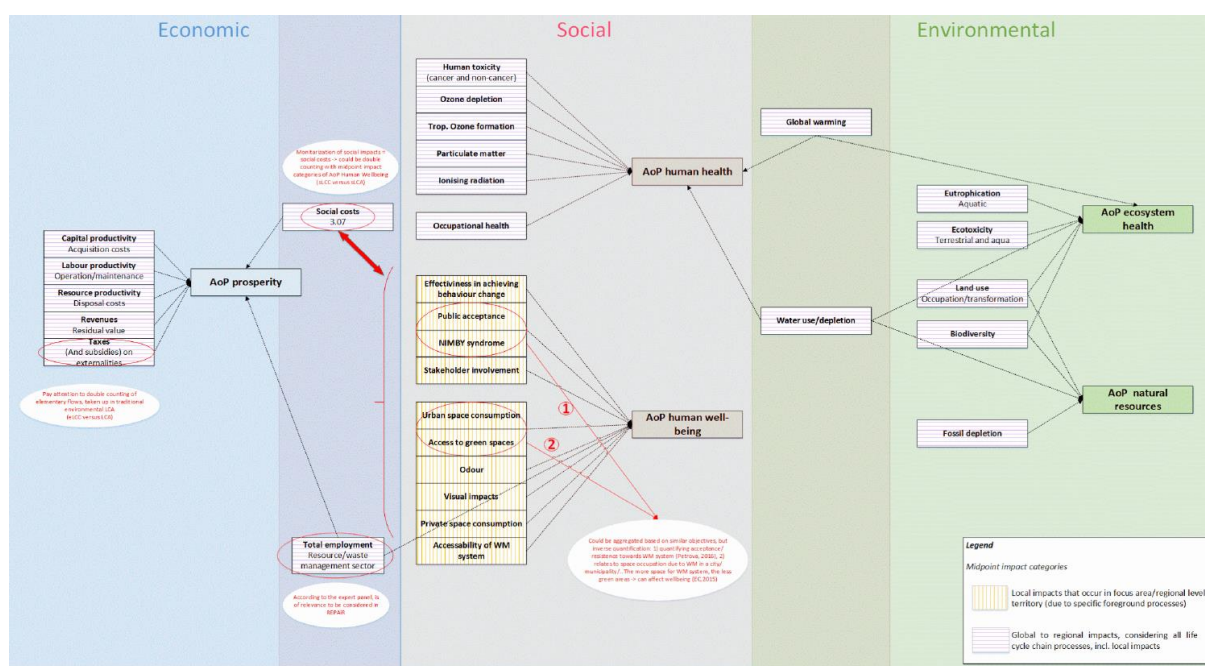 Economic
Social
Environmental
Human toxicity
(cancer and non-cancer)
Ozone depletion
Trop. Ozone formation
Particulate matter
Ionising radiation
Occupational health
AoP human health
Global warming
Monitarization of social impacts =
social costs -> could be double
counting with midpoint impact
categories of AoP Human Wellbeing
(sLCC versus sLCA)
Social costs
3.07
Capital productivity
Acquisition costs
Labour productivity
Operation/maintenance
Resource productivity
Disposal costs
Revenues
Residual value
Taxes
(And subsidies) on
externalities
AoP prosperity
Pay attention to double counting of
elementary flows, taken up in traditional
environmental LCA
(eLCC versus LCA)
Effectiviness in achieving
behaviour change
Public acceptance
NIMBY syndrome
Stakeholder involvement
Urban space consumption
Access to green spaces
Odour
Visual impacts
Private space consumption
Accessability of WM
system
1
2
AoP human well-
being
Total employment
Resource/waste
management sector
According to the expert panel, is
of relevance to be considered in
REPAiR
Could be aggregated based on similar objectives, but
inverse quantification. 1) quantifying acceptance/
residence towards WM system (Petrova, 2016), 2)
relates to space occupation due to WM in a city/
municipality/. The more space for WM system, the less
green areas -> can affect wellbeing (EC,2015)
Eutrophication
Aquatic
Ecotoxicity
Terrestrial and aqua
Land use
Occupation/transformation
Water use/depletion
Biodiversity
Fossil depletion
AoP ecosystem
health
AoP natural
resources
Legend
Midpoint impact categories
Local impacts that occur in focus area/regional level
territory (due to specific foreground processes)
Global to regional impacts, considering all life
cycle chain processes, incl. local impacts